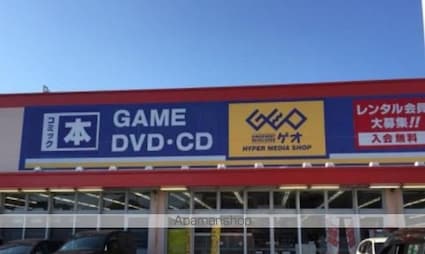 コミック
本
GAME
DVD・CD
GEO
ゲオ
HYPER MEDIA SHOP
レンタル会員
大募集!!
入会無料
Apamanshop